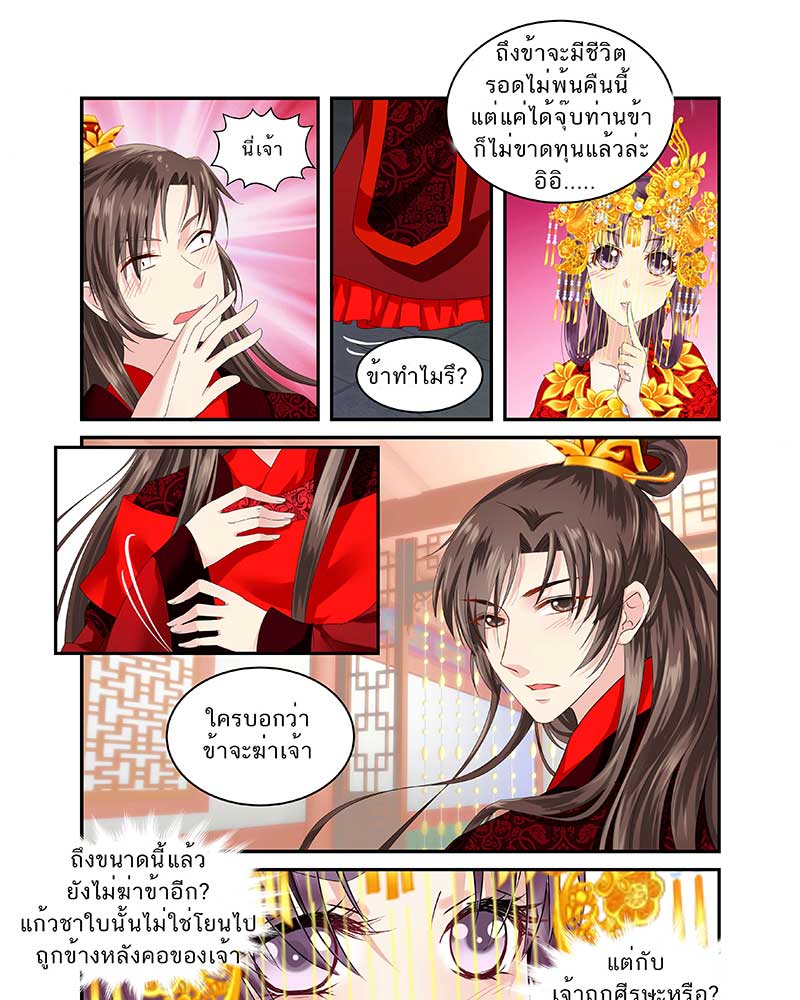 นี่เจ้า
ข้าทำไมรึ?
ถึงข้าจะมีชีวิต
รอดไม่พ้นคืนนี้
แต่แค่ได้จุ๊บท่านข้า
ก็ไม่ขาดทุนแล้วล่ะ
อิอิ.....
ใครบอกว่า
ข้าจะฆ่าเจ้า
ถึงขนาดนี้แล้ว
ยังไม่ฆ่าข้าอีก?
แก้วชาใบนั้นไม่ใช่โยนไป
ถูกข้างหลังคอของเจ้า
แต่กับ
เจ้าถูกศีรษะหรือ?